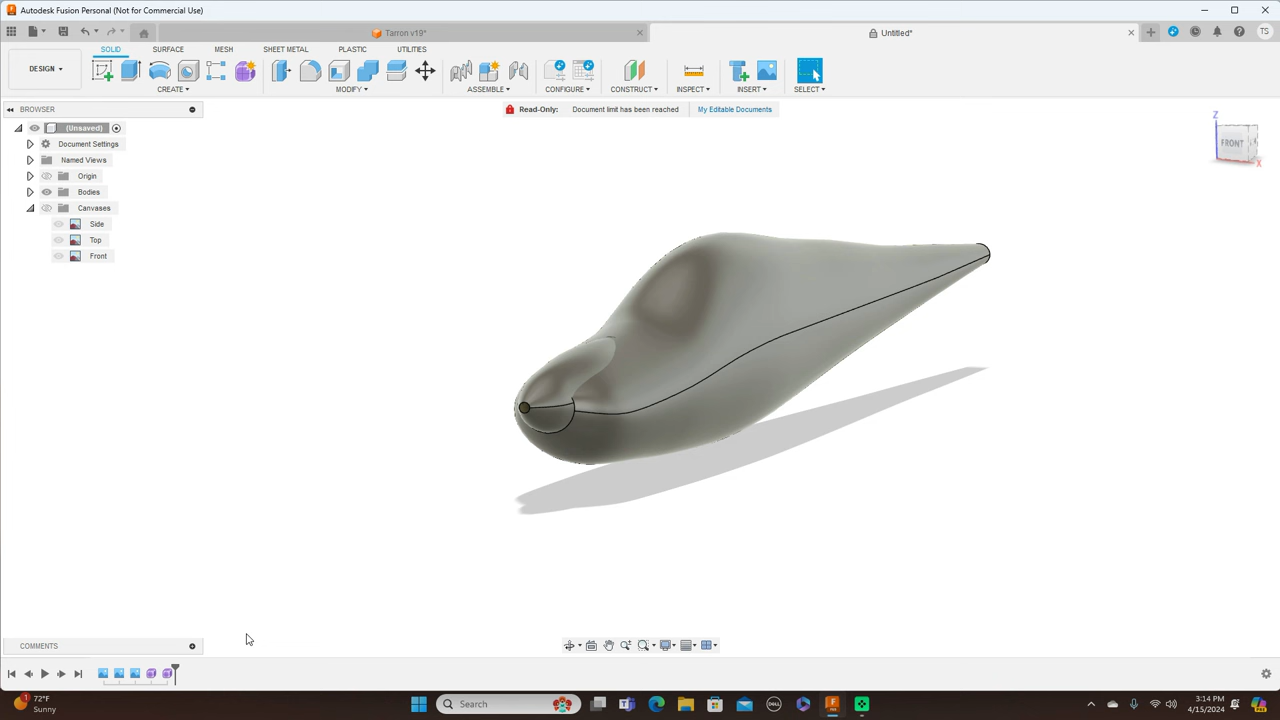 Autodesk Fusion Personal (Not for Commercial Use)
Tarron v19*
Untitled*
TS
DESIGN
SOLID
SURFACE
MESH
SHEET METAL
PLASTIC
UTILITIES
CREATE
MODIFY
ASSEMBLE
CONFIGURE
CONSTRUCT
INSPECT
INSERT
SELECT
BROWSER
Read-Only: Document limit has been reached
My Editable Documents
(Unsaved)
Document Settings
Named Views
Origin
Bodies
Canvases
Side
Top
Front
Z
FRONT
X
COMMENTS
72°F
Sunny
Search
DELL
3:14 PM
4/15/2024